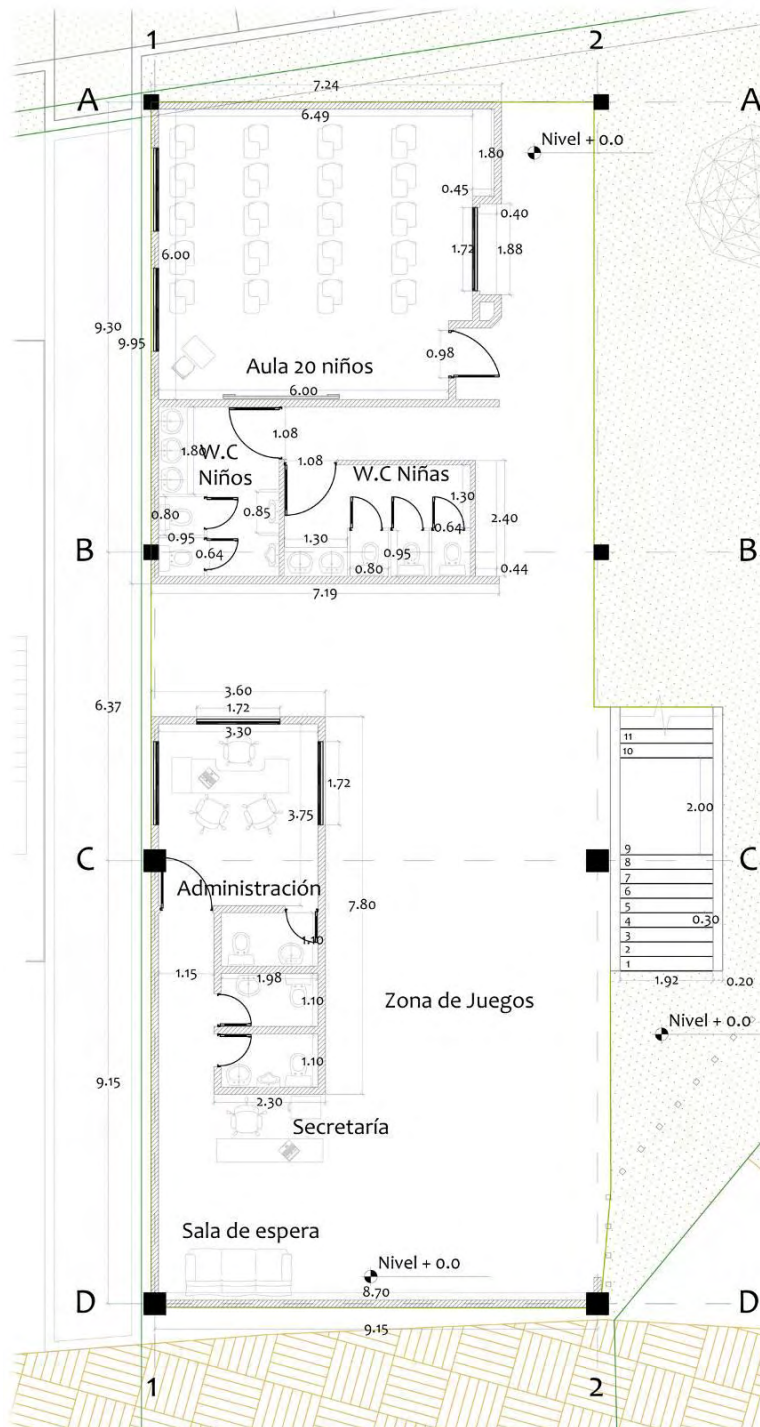 1 2
7.24
A A
6.49
Nivel + 0.0
1.80
0.45
0.40
1.72 1.88
6.00
9.30
9.95
0.98
Aula 20 niños
6.00
1.08
1.80
W.C
Niños
1.08
W.C Niñas
1.30
0.80 0.85 0.64 2.40
0.95 1.30 0.95
B 0.64 B
0.80 0.44
7.19
3.60
6.37
1.72
3.30
11
10
1.72
2.00
3.75
9
C 8 C
7
Administración
6
7.80
5
4 0.30
3
1.10
2
1
1.15 1.98 1.92 0.20
1.10
Zona de Juegos
Nivel + 0.0
1.10
9.15
2.30
Secretaría
Sala de espera
Nivel + 0.0
8.70
D D
9.15
1 2